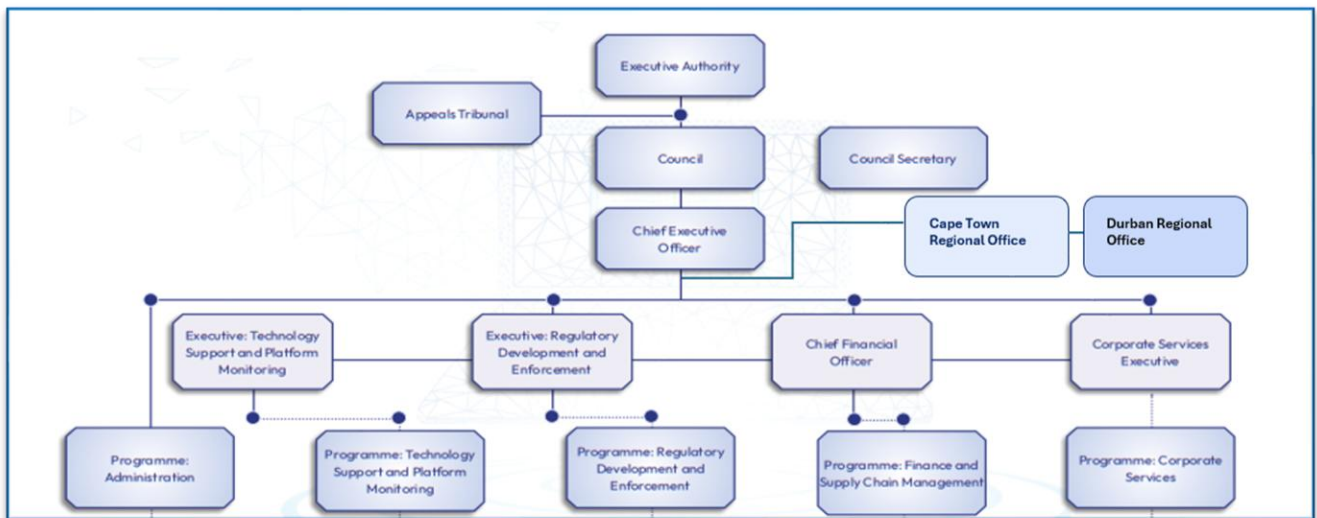 Executive Authority
Appeals Tribunal
Council
Council Secretary
Chief Executive
Officer
Cape Town
Regional Office
Durban Regional
Office
Executive: Technology
Support and Platform
Monitoring
Executive: Regulatory
Development and
Enforcement
Chief Financial
Officer
Corporate Services
Executive
Programme:
Administration
Programme: Technology
Support and Platform
Monitoring
Programme: Regulatory
Development and
Enforcement
Programme: Finance and
Supply Chain Management
Programme: Corporate
Services